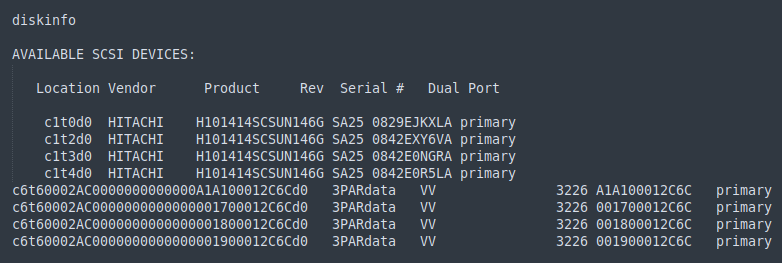 diskinfo
AVAILABLE SCSI DEVICES:
Location Vendor Product Rev Serial # Dual Port
c1t0d0 HITACHI H101414SCSUN146G SA25 0829EJKXLA primary
c1t2d0 HITACHI H101414SCSUN146G SA25 0842EXY6VA primary
c1t3d0 HITACHI H101414SCSUN146G SA25 0842E0NGRA primary
c1t4d0 HITACHI H101414SCSUN146G SA25 0842E0R5LA primary
c6t60002AC0000000000000A1A100012C6Cd0 3PARdata VV 3226 A1A100012C6C primary
c6t60002AC0000000000000001700012C6Cd0 3PARdata VV 3226 001700012C6C primary
c6t60002AC0000000000000001800012C6Cd0 3PARdata VV 3226 001800012C6C primary
c6t60002AC0000000000000001900012C6Cd0 3PARdata VV 3226 001900012C6C primary